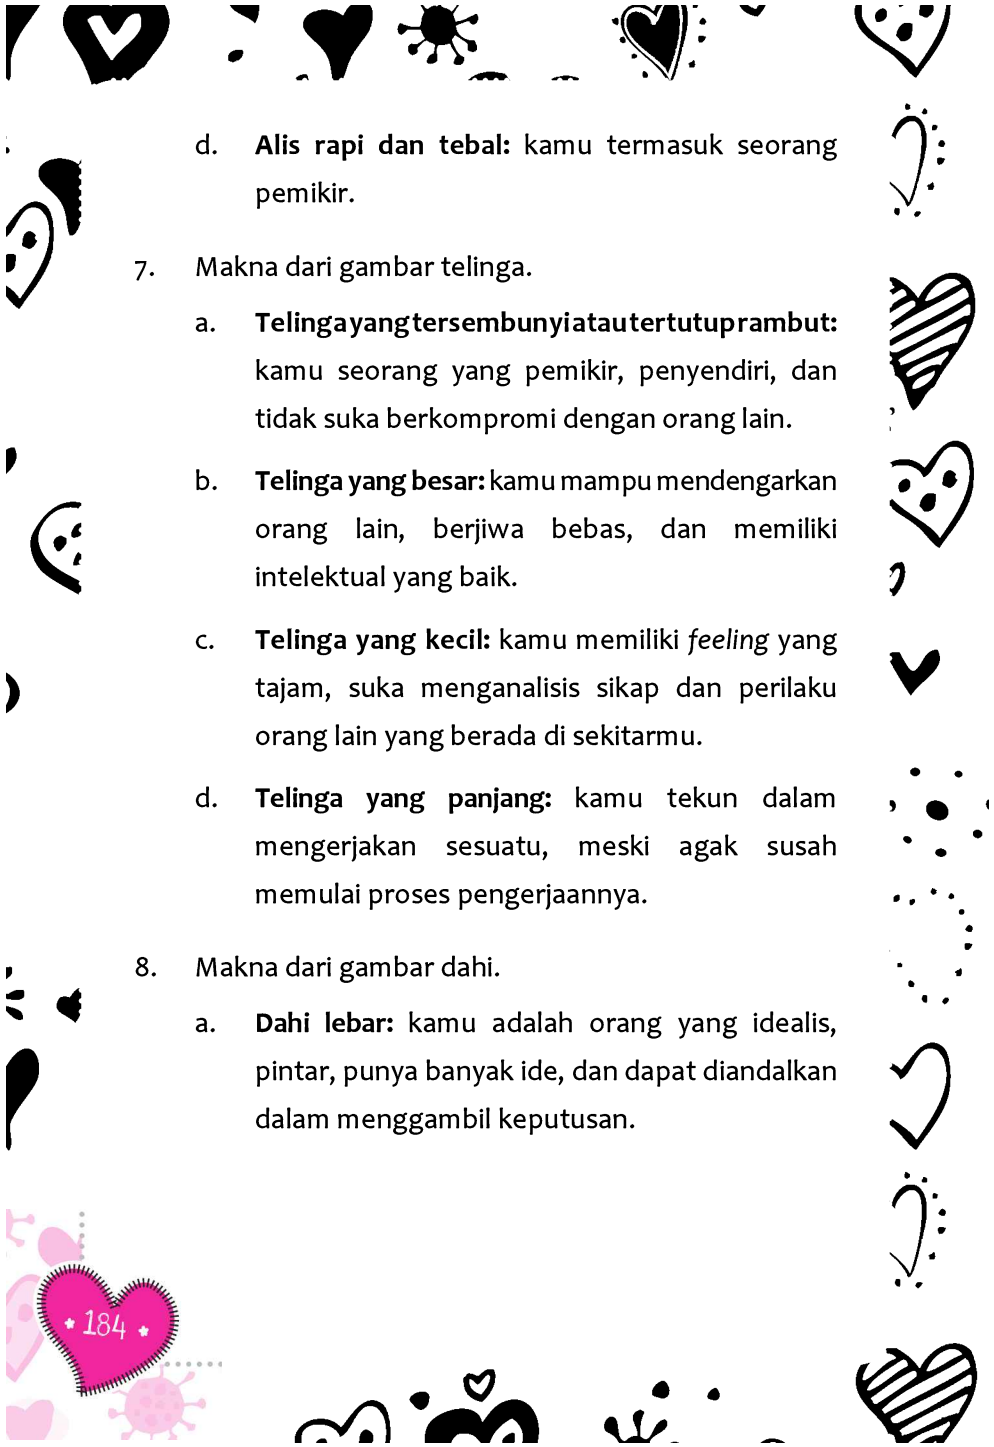 d. Alis rapi dan tebal: kamu termasuk seorang
pemikir.
7. Makna dari gambar telinga.
a. Telinga yang tersembunyi atau tertutup rambut:
kamu seorang yang pemikir, penyendiri, dan
tidak suka berkompromi dengan orang lain.
b. Telinga yang besar: kamu mampu mendengarkan
orang lain, berjiwa bebas, dan memiliki
intelektual yang baik.
c. Telinga yang kecil: kamu memiliki feeling yang
tajam, suka menganalisis sikap dan perilaku
orang lain yang berada di sekitarmu.
d. Telinga yang panjang: kamu tekun dalam
mengerjakan sesuatu, meski agak susah
memulai proses pengerjaannya.
8. Makna dari gambar dahi.
a. Dahi lebar: kamu adalah orang yang idealis,
pintar, punya banyak ide, dan dapat diandalkan
dalam menggambil keputusan.
184